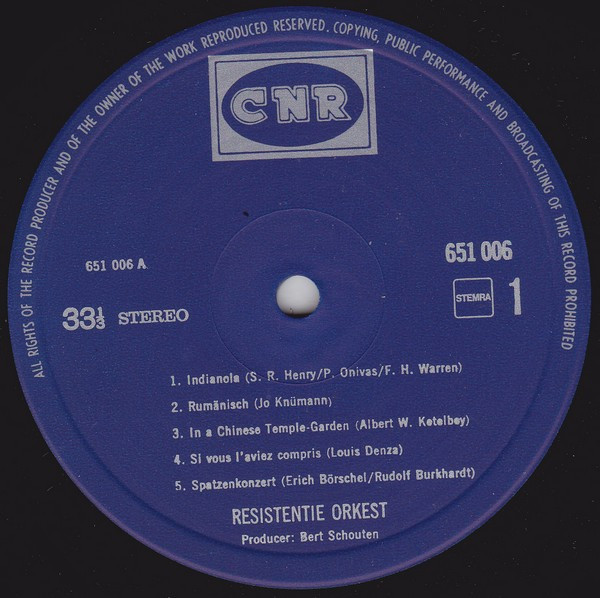 ALL RIGHTS OF THE RECORD PRODUCER AND OF THE OWNER OF THE WORK REPRODUCED RESERVED. COPYING, PUBLIC PERFORMANCE AND BROADCASTING OF THIS RECORD PROHIBITED
CNR
651 006 A
651 006
33⅓ STEREO
STEMRA
1
1. Indianola (S. R. Henry/P. Onivas/F. H. Warren)
2. Rumänisch (Jo Knümann)
3. In a Chinese Temple-Garden (Albert W. Ketelbey)
4. Si vous l'aviez compris (Louis Denza)
5. Spatzenkonzert (Erich Börschel/Rudolf Burkhardt)
RESISTENTIE ORKEST
Producer: Bert Schouten